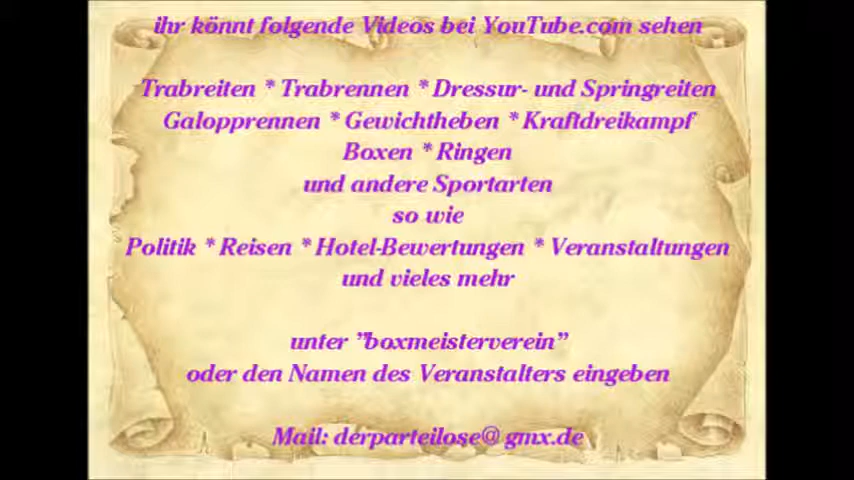 ihr könnt folgende Videos bei YouTube.com sehen
Trabreiten * Trabrennen * Dressur- und Springreiten
Galopprennen * Gewichtheben * Kraftdreikampf
Boxen * Ringen
und andere Sportarten
so wie
Politik * Reisen * Hotel-Bewertungen * Veranstaltungen
und vieles mehr
unter "boxmeisterverein"
oder den Namen des Veranstalters eingeben
Mail: derparteilose@gmx.de